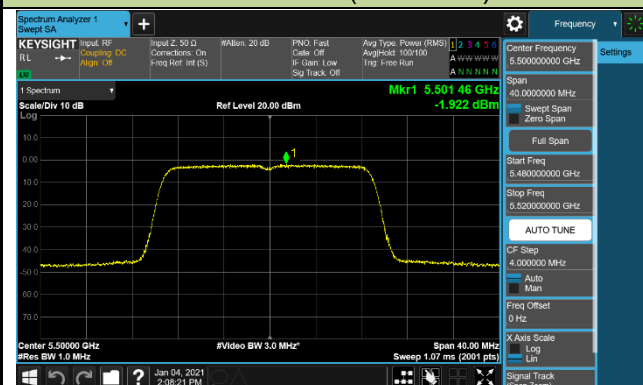 Spectrum Analyzer 1
Swept SA
+
Frequency
KEYSIGHT
RL
Input: RF
Coupling: DC
Align: Off
Input Z: 50 Ω
Corrections: On
Freq Ref: Int (S)
#Atten: 20 dB
PNO: Fast
Gate: Off
IF Gain: Low
Sig Track: Off
Avg Type: Power (RMS)
Avg|Hold: 100/100
Trig: Free Run
1 2 3 4 5 6
A W W W W W
A N N N N N
1 Spectrum
Scale/Div 10 dB
Log
Ref Level 20.00 dBm
Mkr1 5.501 46 GHz
-1.922 dBm
10.0
0.00
-10.0
-20.0
-30.0
-40.0
-50.0
-60.0
-70.0
1
Center 5.50000 GHz
#Res BW 1.0 MHz
#Video BW 3.0 MHz*
Span 40.00 MHz
Sweep 1.07 ms (2001 pts)
Jan 04, 2021
2:08:21 PM
?
Center Frequency
5.500000000 GHz
Span
40.0000000 MHz
Swept Span
Zero Span
Full Span
Start Freq
5.480000000 GHz
Stop Freq
5.520000000 GHz
AUTO TUNE
CF Step
4.000000 MHz
Auto
Man
Freq Offset
0 Hz
X Axis Scale
Log
Lin
Signal Track
(Span Zoom)
Settings